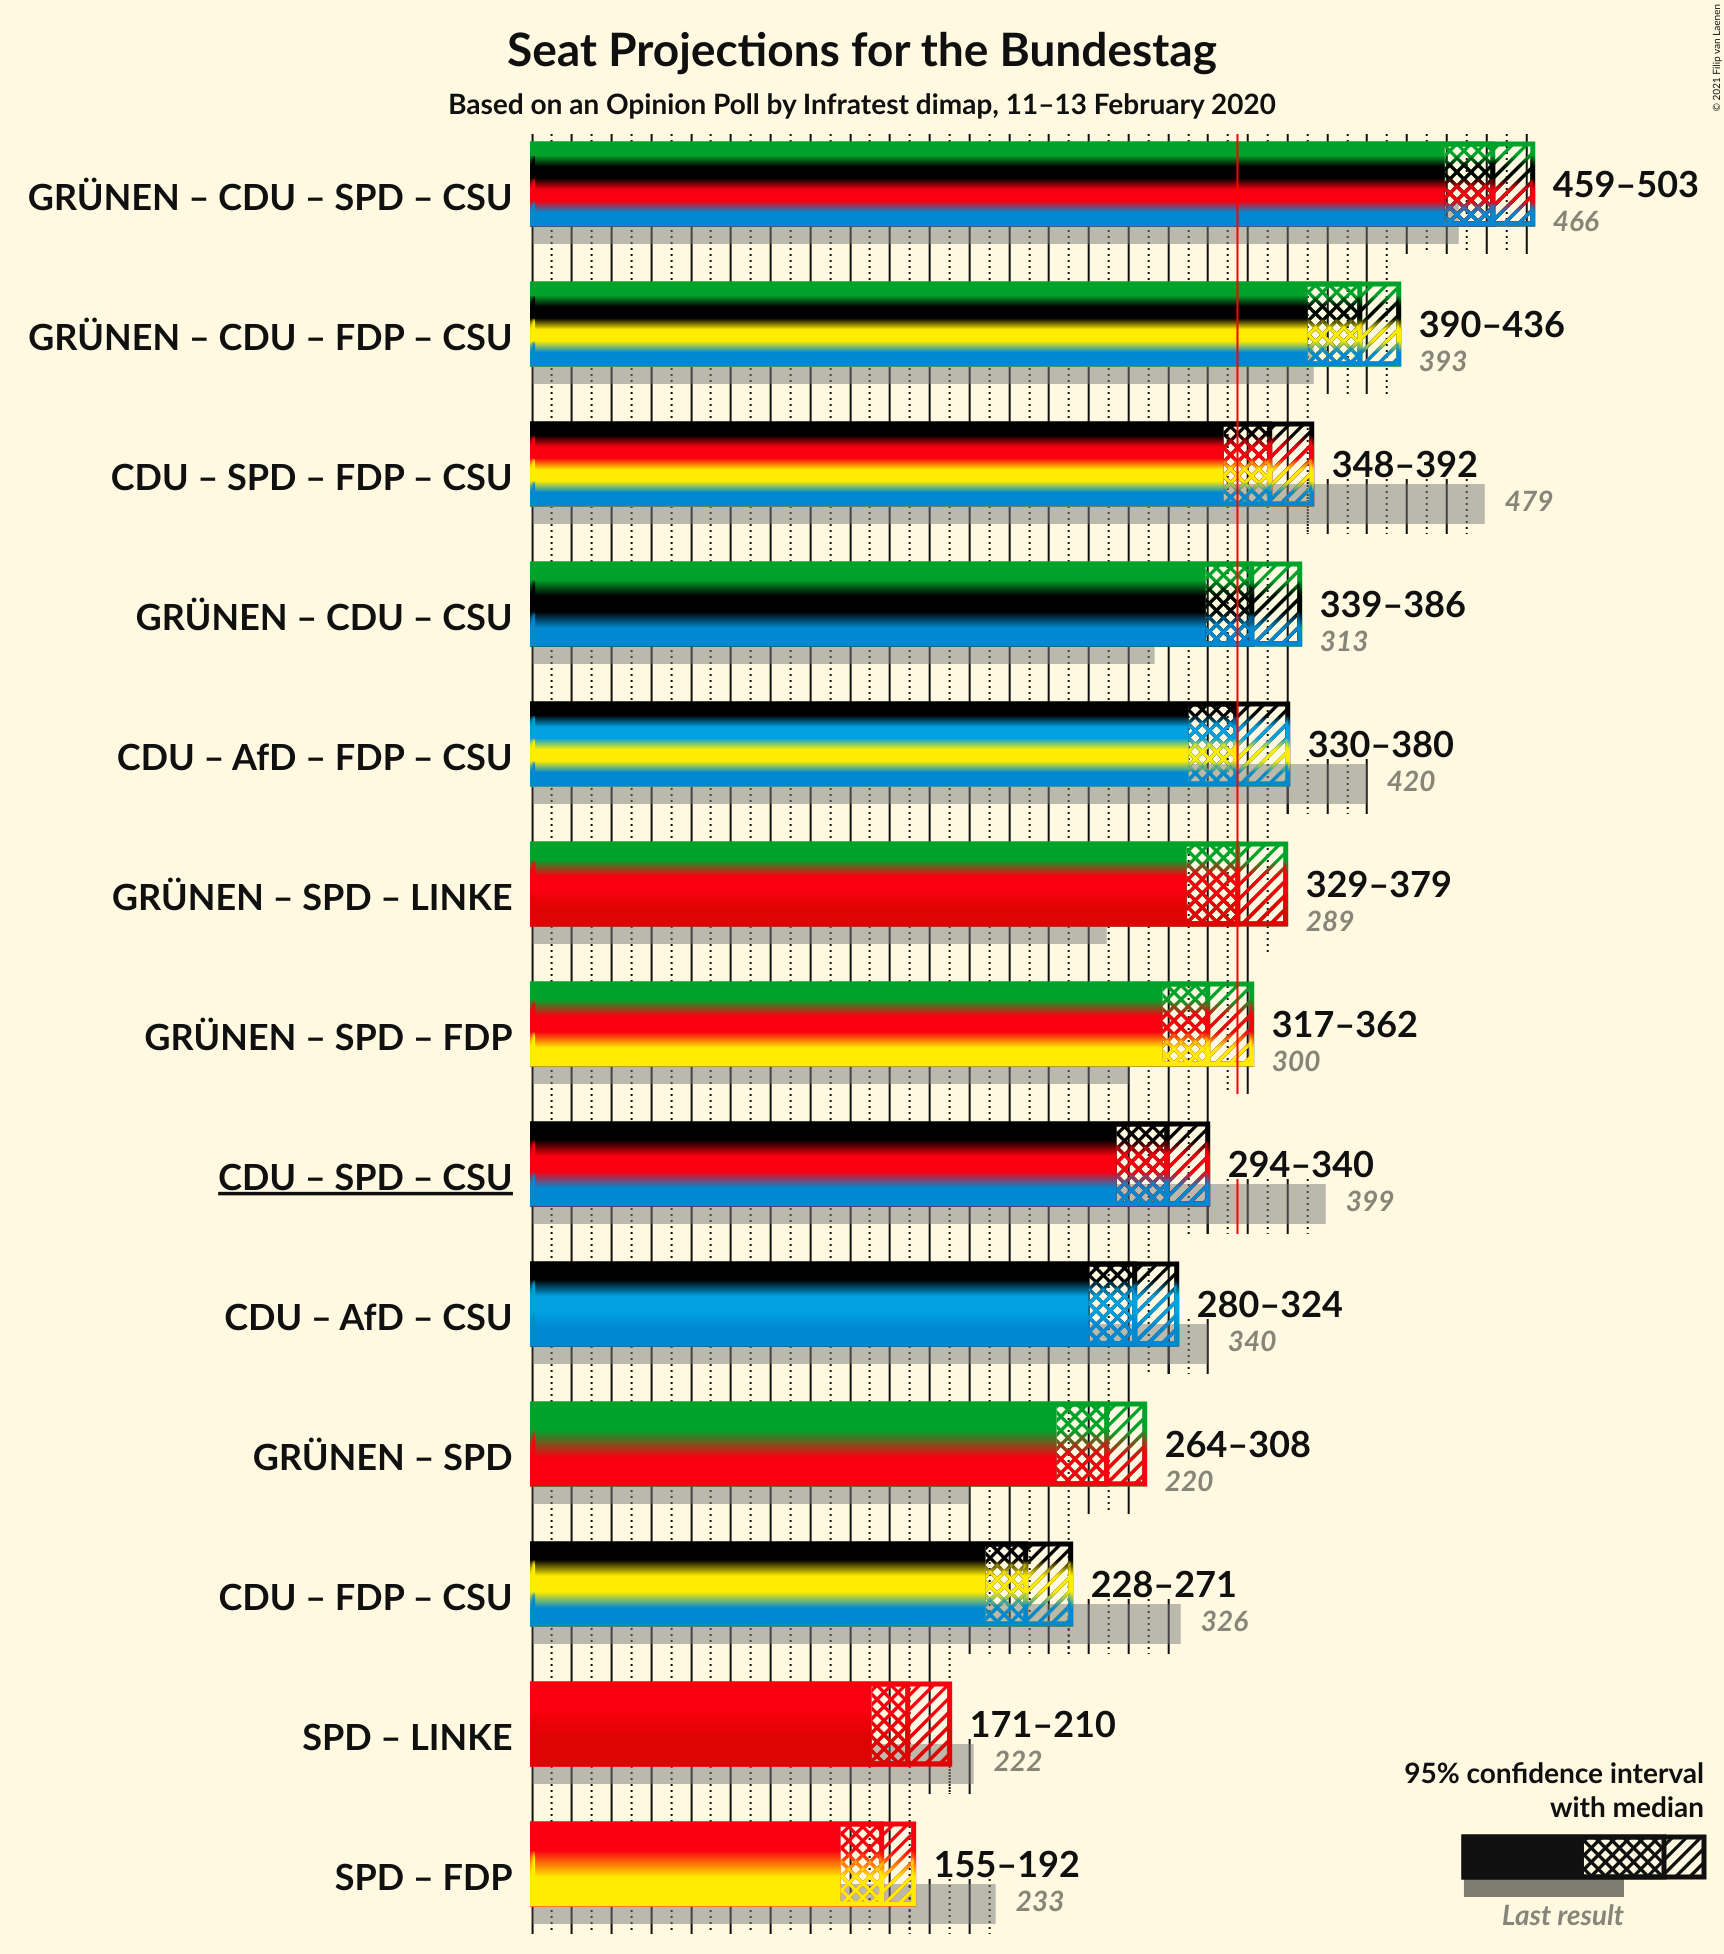 Seat Projections for the Bundestag
Based on an Opinion Poll by Infratest dimap, 11–13 February 2020
© 2021 Filip van Laenen
GRÜNEN – CDU – SPD – CSU
459–503
466
GRÜNEN – CDU – FDP – CSU
390–436
393
CDU – SPD – FDP – CSU
348–392
479
GRÜNEN – CDU – CSU
339–386
313
CDU – AfD – FDP – CSU
330–380
420
GRÜNEN – SPD – LINKE
329–379
289
GRÜNEN – SPD – FDP
317–362
300
CDU – SPD – CSU
294–340
399
CDU – AfD – CSU
280–324
340
GRÜNEN – SPD
264–308
220
CDU – FDP – CSU
228–271
326
SPD – LINKE
171–210
222
SPD – FDP
155–192
233
95% confidence interval
with median
Last result